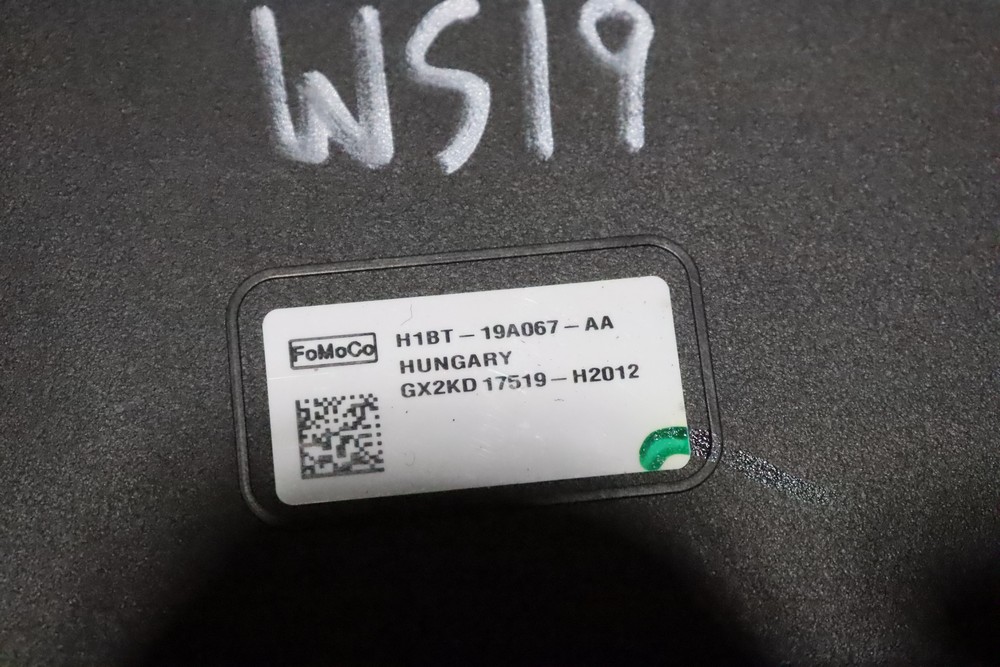 WS19
FoMoCo
H1BT-19A067-AA
HUNGARY
GX2KD 17519-H2012